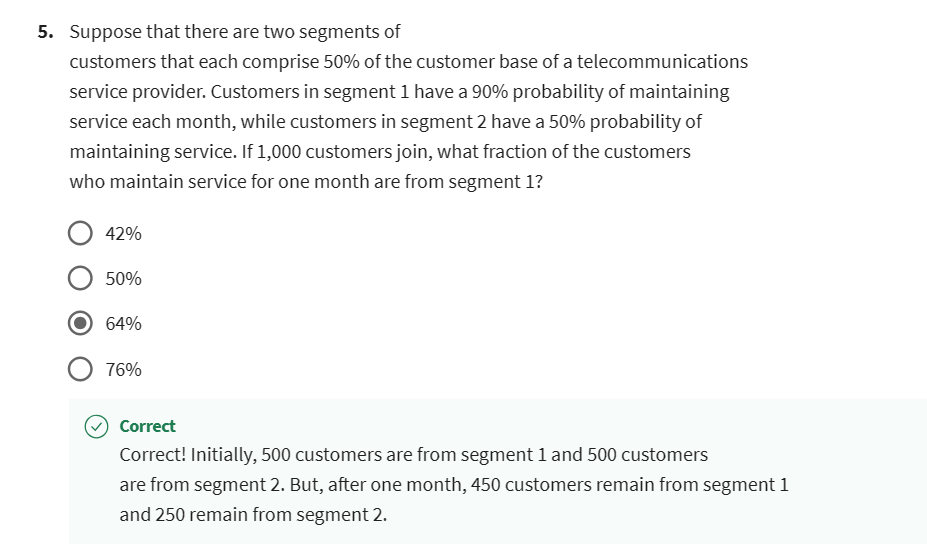 5. Suppose that there are two segments of
customers that each comprise 50% of the customer base of a telecommunications
service provider. Customers in segment 1 have a 90% probability of maintaining
service each month, while customers in segment 2 have a 50% probability of
maintaining service. If 1,000 customers join, what fraction of the customers
who maintain service for one month are from segment 1?
42%
50%
64%
76%
Correct
Correct! Initially, 500 customers are from segment 1 and 500 customers
are from segment 2. But, after one month, 450 customers remain from segment 1
and 250 remain from segment 2.